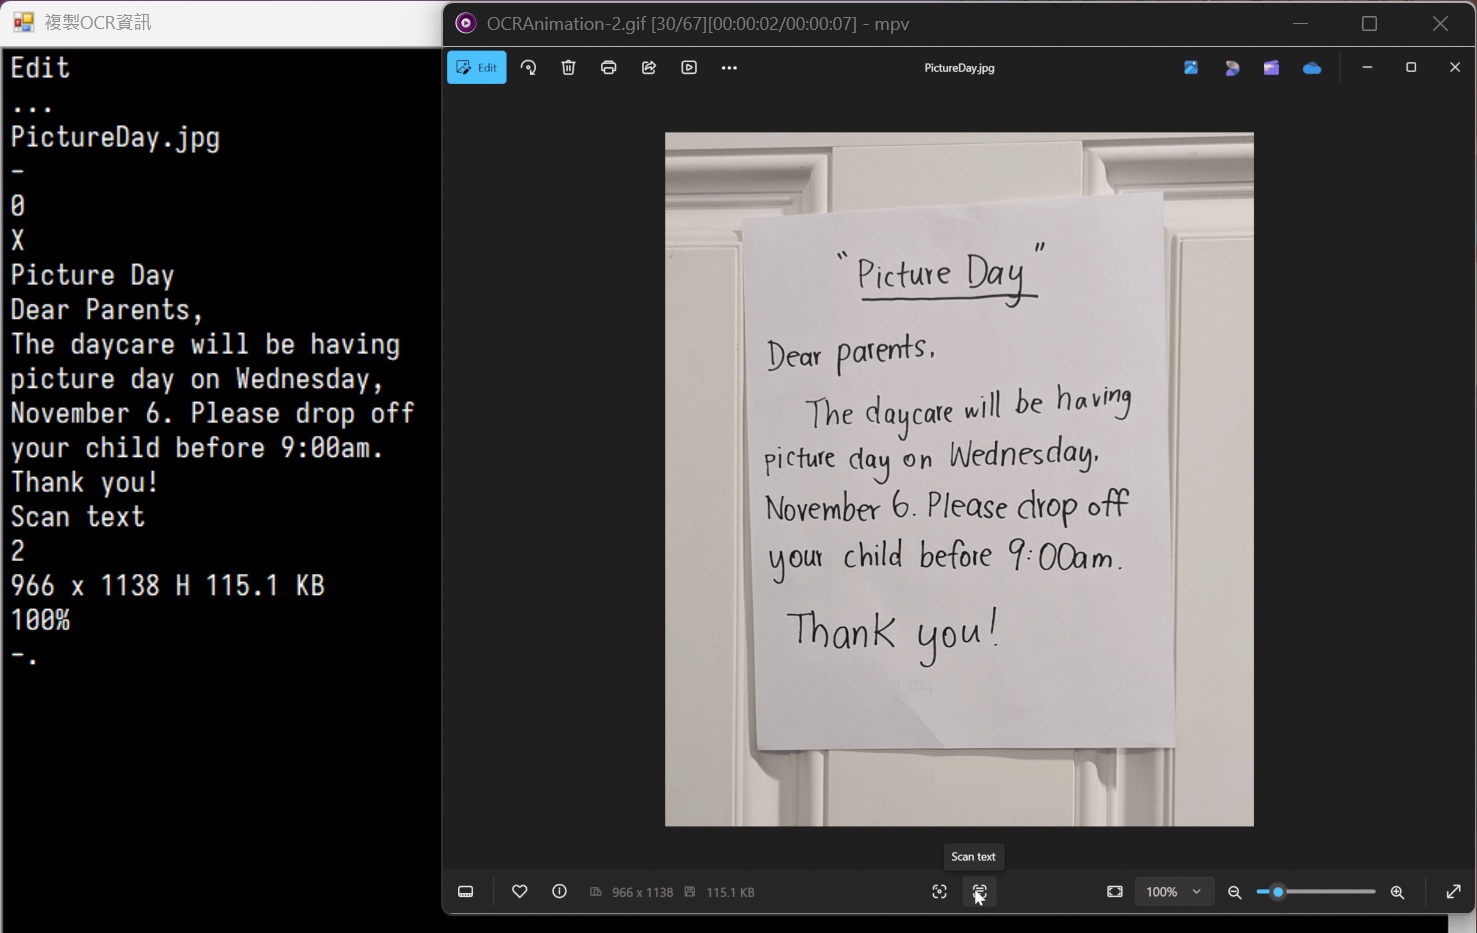 複製OCR資訊
Edit
...
PictureDay.jpg
-
0
X
Picture Day
Dear Parents,
The daycare will be having
picture day on Wednesday,
November 6. Please drop off
your child before 9:00am.
Thank you!
Scan text
2
966 x 1138 H 115.1 KB
100%
-.
OCRAnimation-2.gif [30/67][00:00:02/00:00:07] - mpv
Edit
PictureDay.jpg
"Picture Day"
Dear parents,
The daycare will be having
picture day on Wednesday,
November 6. Please drop off
your child before 9:00am.
Thank you!
Scan text
966 x 1138 115.1 KB
100%